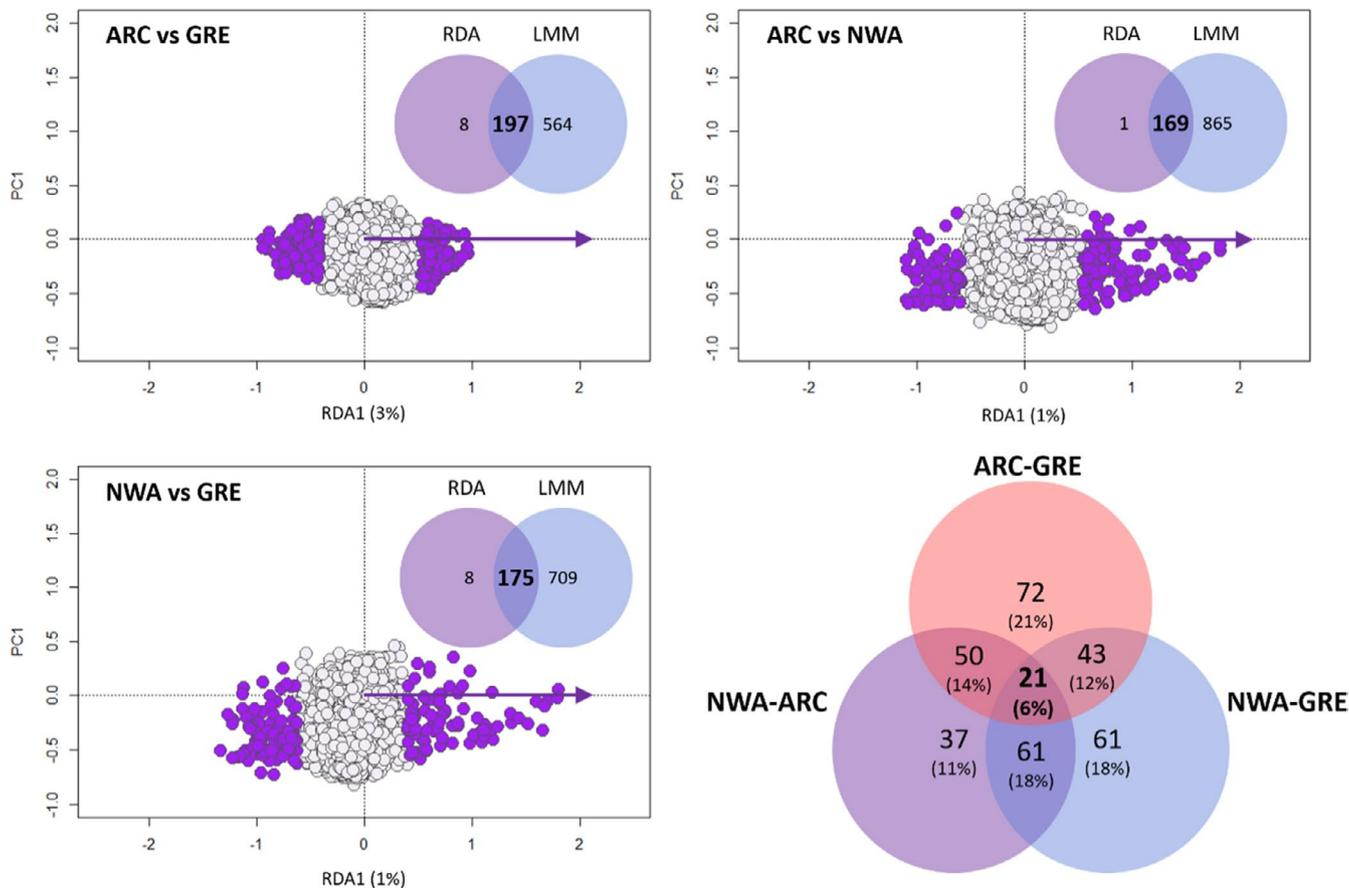 ARC vs GRE
RDA LMM
8 197 564
2.0
1.5
1.0
0.5
0.0
-0.5
-1.0
PC1
-2 -1 0 1 2
RDA1 (3%)
ARC vs NWA
RDA LMM
1 169 865
2.0
1.5
1.0
0.5
0.0
-0.5
-1.0
PC1
-2 -1 0 1 2
RDA1 (1%)
NWA vs GRE
RDA LMM
8 175 709
2.0
1.5
1.0
0.5
0.0
-0.5
-1.0
PC1
-2 -1 0 1 2
RDA1 (1%)
ARC-GRE
72
(21%)
50
(14%)
21
(6%)
43
(12%)
NWA-ARC
NWA-GRE
37
(11%)
61
(18%)
61
(18%)